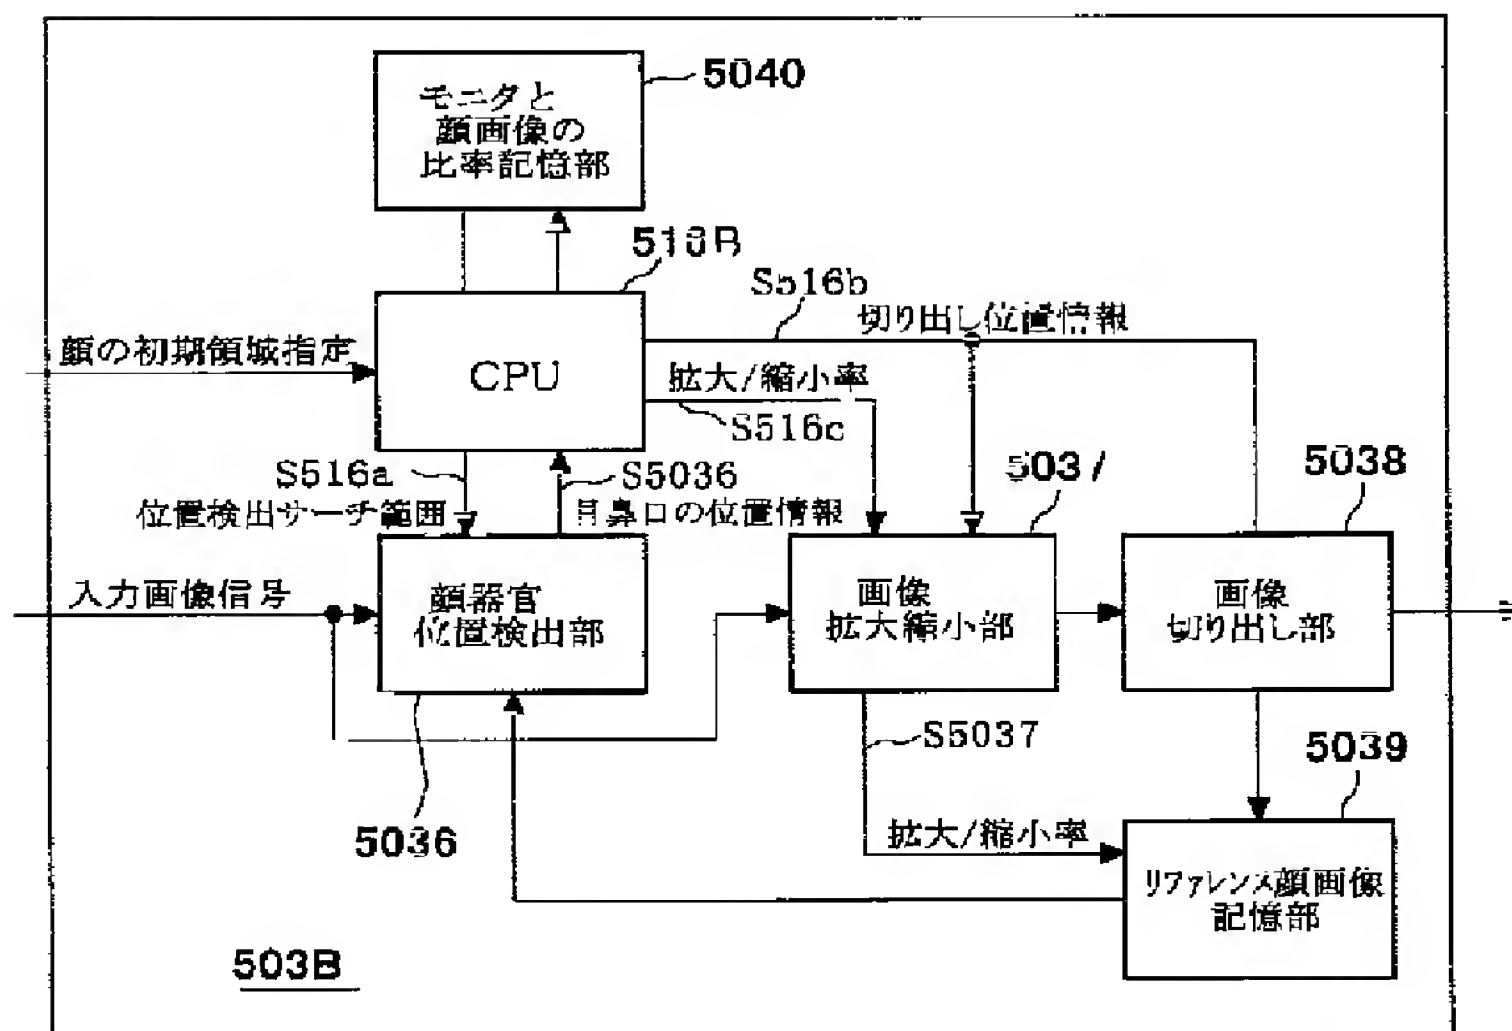 モニタと
顔画像の
比率記憶部
5040
516B
S516b
切り出し位置情報
顔の初期領域指定
CPU
拡大/縮小率
S516c
S516a
S5036
位置検出サーチ範囲
目鼻口の位置情報
5037
5038
入力画像信号
顔器官
位置検出部
画像
拡大縮小部
画像
切り出し部
S5037
5039
5036
拡大/縮小率
リファレンス顔画像
記憶部
503B